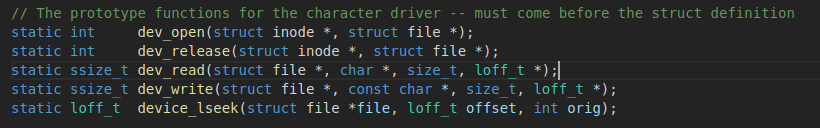 // The prototype functions for the character driver -- must come before the struct definition
static int     dev_open(struct inode *, struct file *);
static int     dev_release(struct inode *, struct file *);
static ssize_t dev_read(struct file *, char *, size_t, loff_t *);
static ssize_t dev_write(struct file *, const char *, size_t, loff_t *);
static loff_t  device_lseek(struct file *file, loff_t offset, int orig);